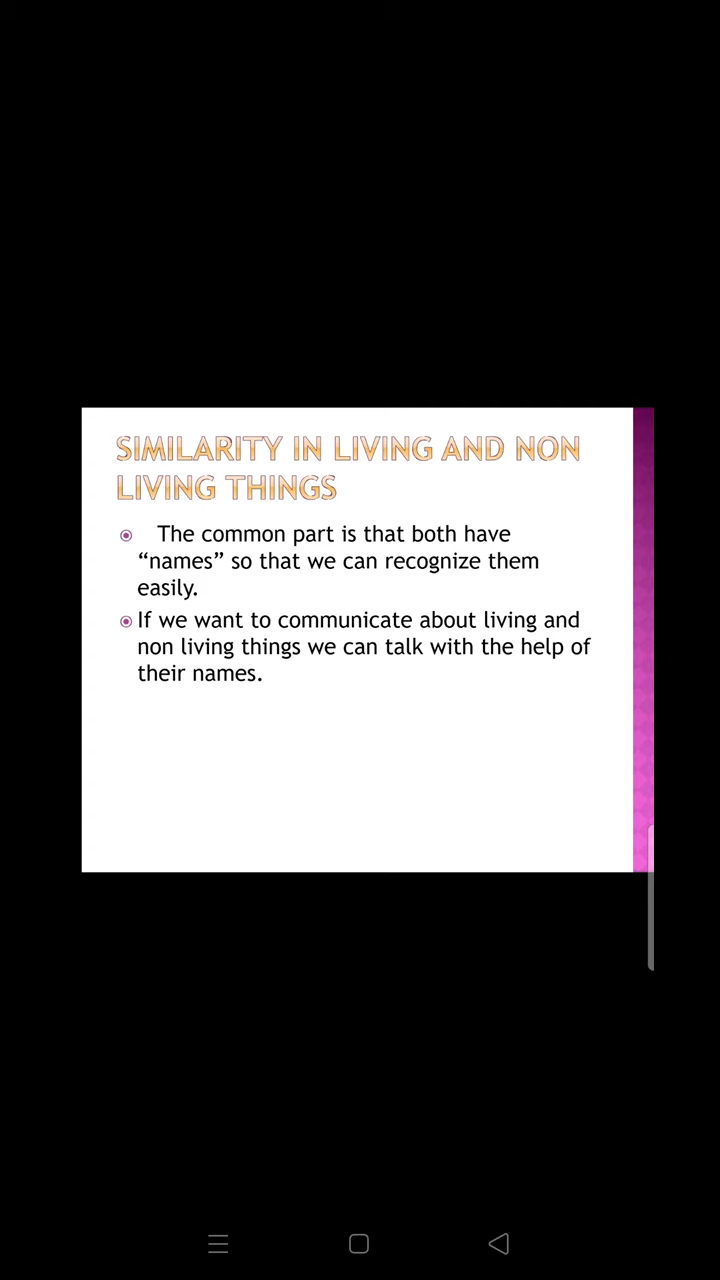 SIMILARITY IN LIVING AND NON
LIVING THINGS
The common part is that both have
“names” so that we can recognize them
easily.
If we want to communicate about living and
non living things we can talk with the help of
their names.